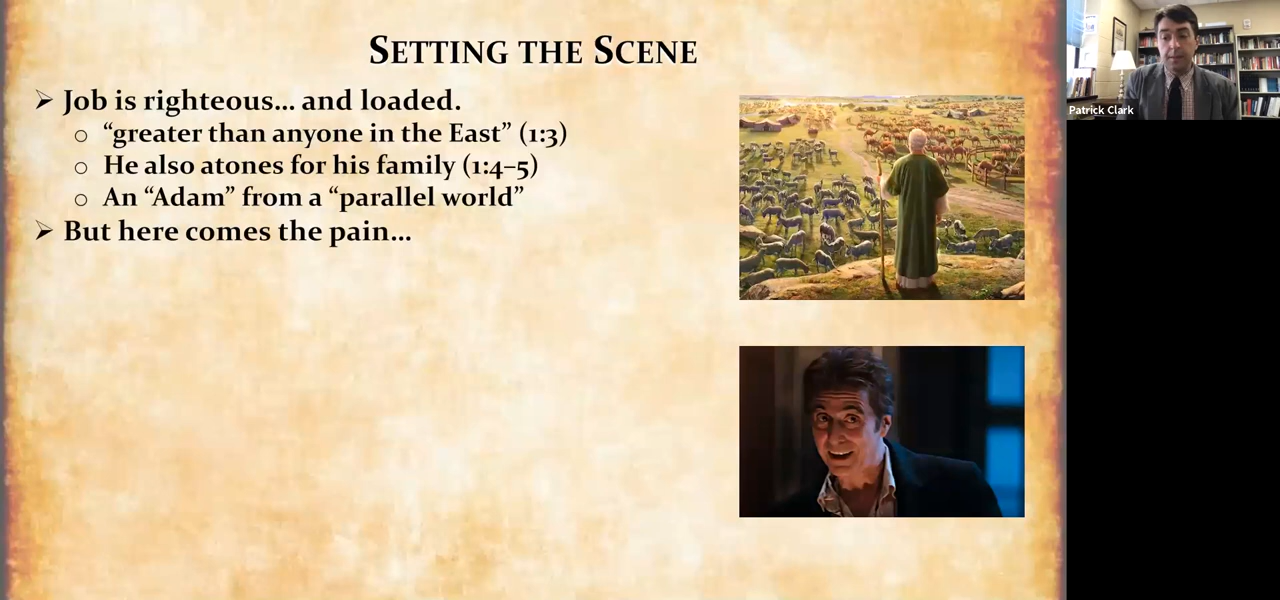 SETTING THE SCENE
➢ Job is righteous... and loaded.
o “greater than anyone in the East” (1:3)
o He also atones for his family (1:4–5)
o An “Adam” from a “parallel world”
➢ But here comes the pain...
Patrick Clark